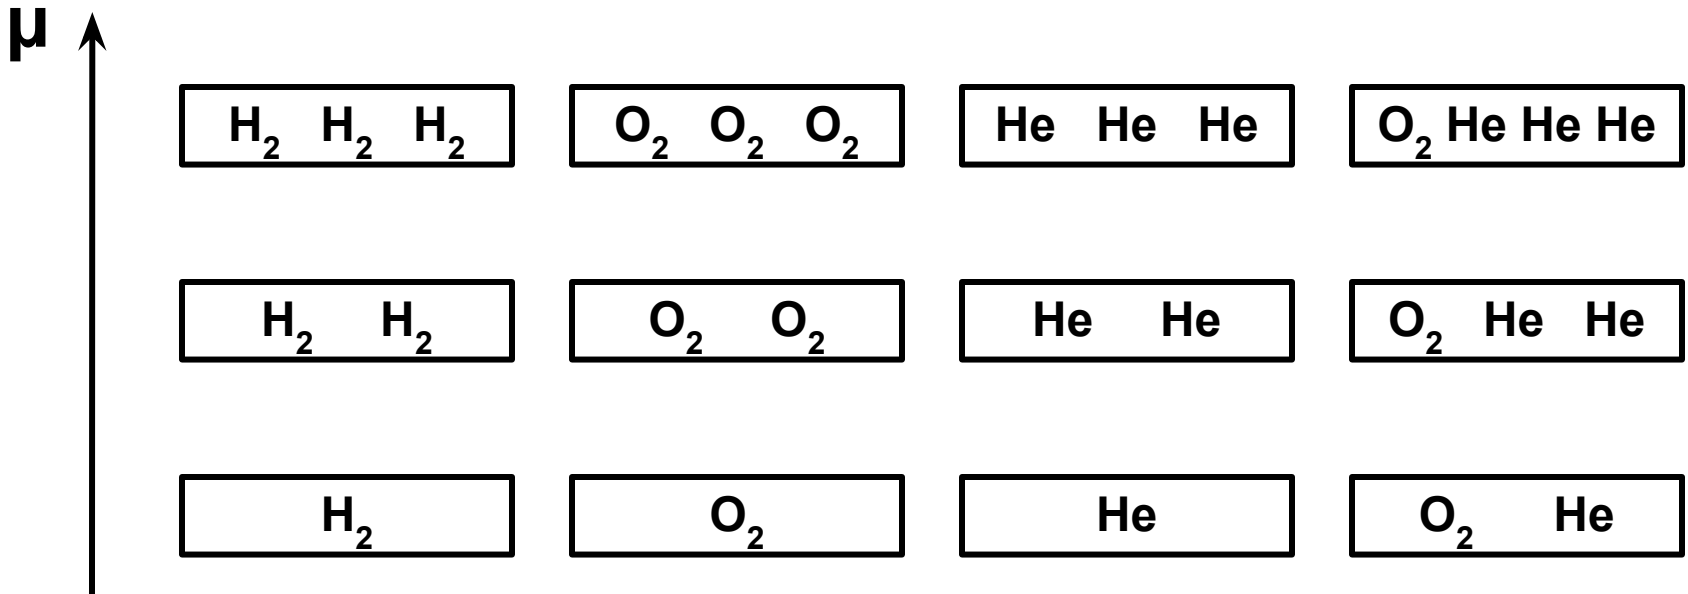 μ
H₂ H₂ H₂
O₂ O₂ O₂
He He He
O₂ He He He
H₂ H₂
O₂ O₂
He He
O₂ He He
H₂
O₂
He
O₂ He